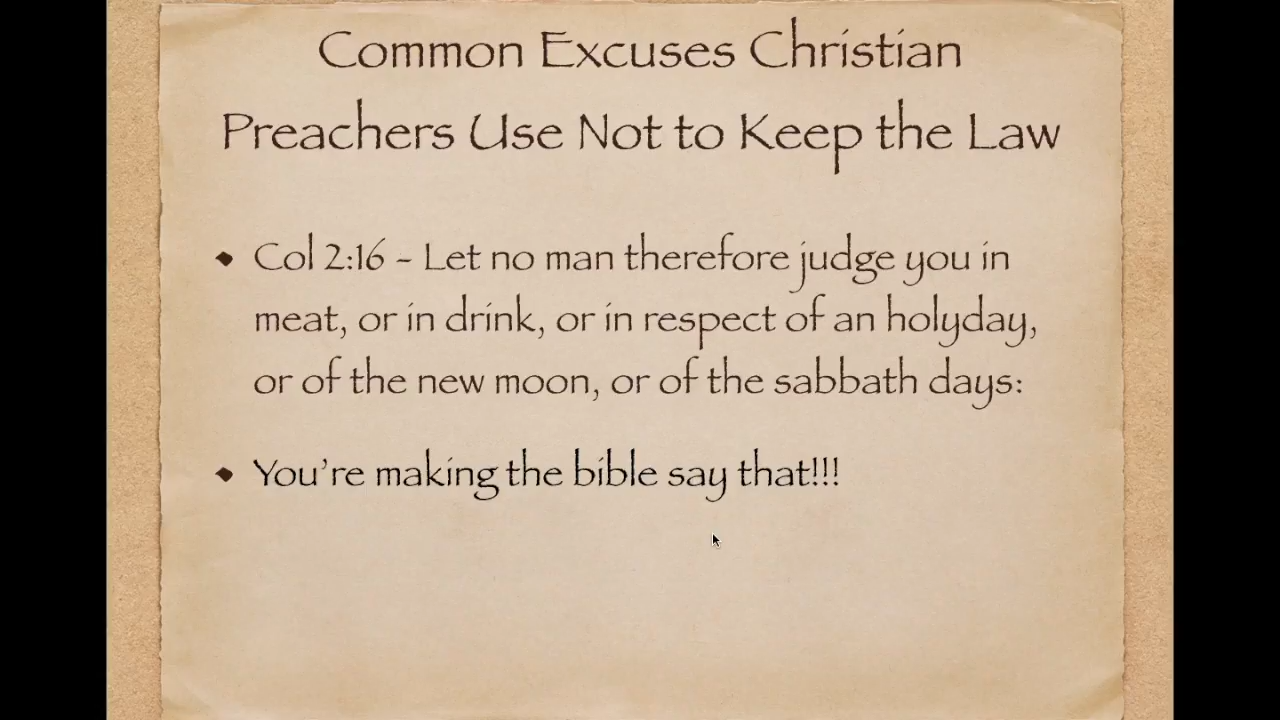 Common Excuses Christian
Preachers Use Not to Keep the Law
• Col 2:16 - Let no man therefore judge you in
meat, or in drink, or in respect of an holyday,
or of the new moon, or of the sabbath days:
• You're making the bible say that!!!